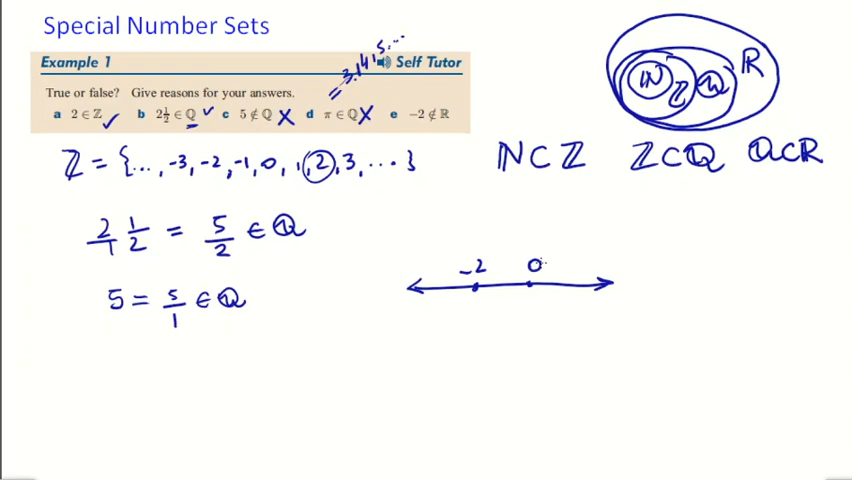 Special Number Sets
Example 1
Self Tutor
= 3.1415...
True or false? Give reasons for your answers.
a 2 ∈ ℤ ✓ b 2½ ∈ ℚ ✓ c 5 ∉ ℚ X d π ∈ ℚ X e −2 ∉ ℝ
ℕ ℤ ℚ ℝ
ℤ = {..., -3, -2, -1, 0, 1, 2, 3, ...}
ℕ ⊂ ℤ ℤ ⊂ ℚ ℚ ⊂ ℝ
2/1 1/2 = 5/2 ∈ ℚ
-2 0
5 = 5/1 ∈ ℚ